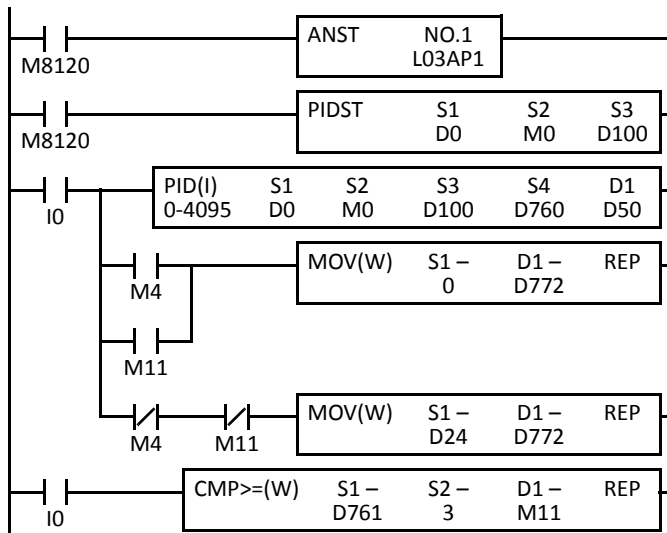 ANST NO.1
L03AP1
M8120
PIDST S1 S2 S3
D0 M0 D100
M8120
PID(I) S1 S2 S3 S4 D1
0-4095 D0 M0 D100 D760 D50
I0
MOV(W) S1 – D1 – REP
0 D772
M4
M11
MOV(W) S1 – D1 – REP
D24 D772
M4 M11
CMP>=(W) S1 – S2 – D1 – REP
D761 3 M11
I0